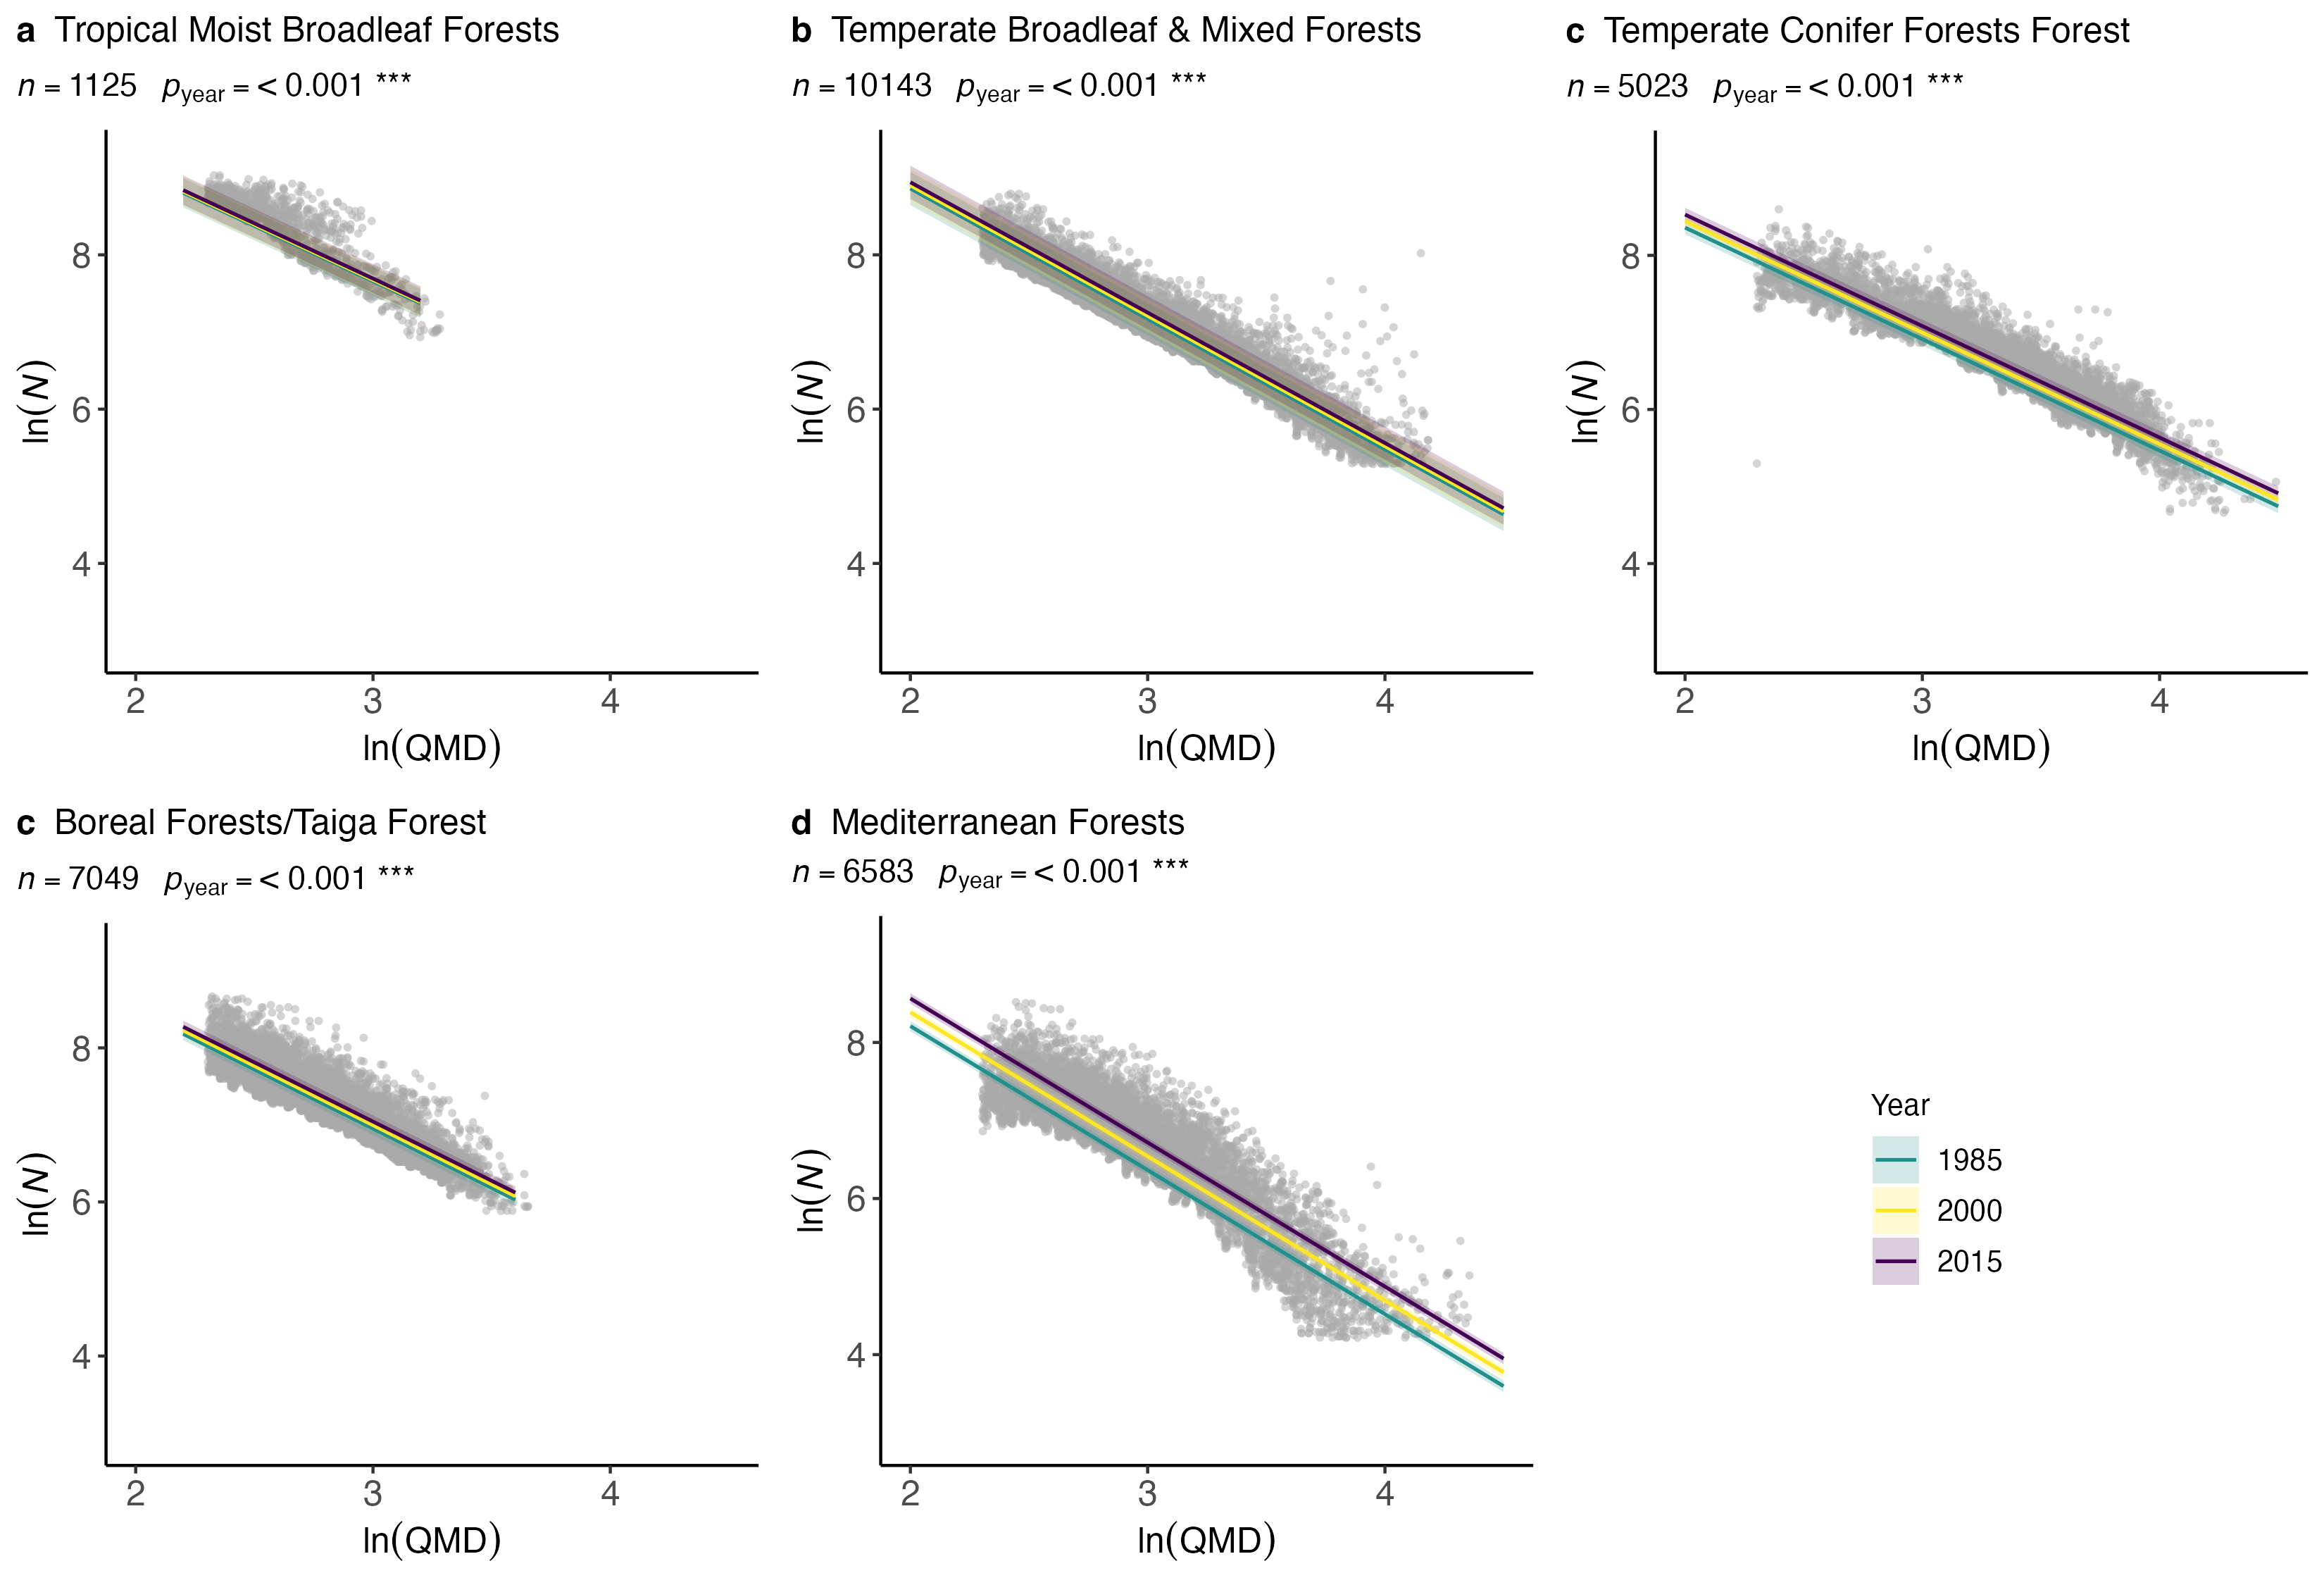 a Tropical Moist Broadleaf Forests
n = 1125 pyear = < 0.001 ***
8
6
4
ln(N)
2 3 4
ln(QMD)
b Temperate Broadleaf & Mixed Forests
n = 10143 pyear = < 0.001 ***
8
6
4
ln(N)
2 3 4
ln(QMD)
c Temperate Conifer Forests Forest
n = 5023 pyear = < 0.001 ***
8
6
4
ln(N)
2 3 4
ln(QMD)
c Boreal Forests/Taiga Forest
n = 7049 pyear = < 0.001 ***
8
6
4
ln(N)
2 3 4
ln(QMD)
d Mediterranean Forests
n = 6583 pyear = < 0.001 ***
8
6
4
ln(N)
2 3 4
ln(QMD)
Year
1985
2000
2015